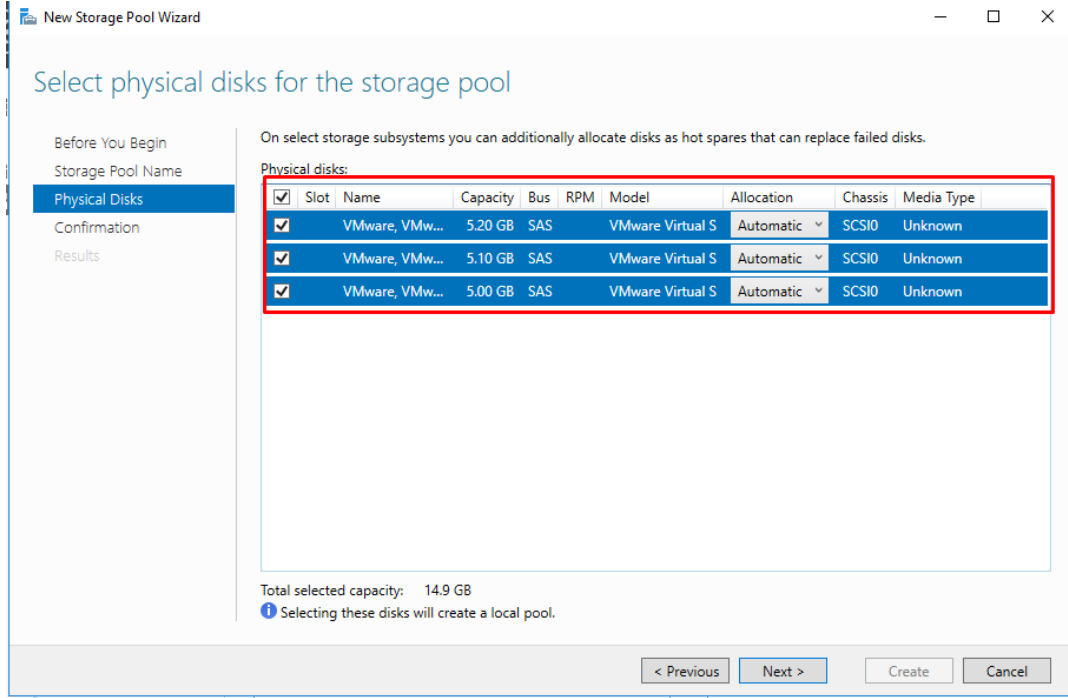 New Storage Pool Wizard
Select physical disks for the storage pool
Before You Begin
Storage Pool Name
Physical Disks
Confirmation
Results
On select storage subsystems you can additionally allocate disks as hot spares that can replace failed disks.
Physical disks:
Slot Name Capacity Bus RPM Model Allocation Chassis Media Type
VMware, VMw... 5.20 GB SAS VMware Virtual S Automatic SCSI0 Unknown
VMware, VMw... 5.10 GB SAS VMware Virtual S Automatic SCSI0 Unknown
VMware, VMw... 5.00 GB SAS VMware Virtual S Automatic SCSI0 Unknown
Total selected capacity: 14.9 GB
Selecting these disks will create a local pool.
< Previous Next > Create Cancel